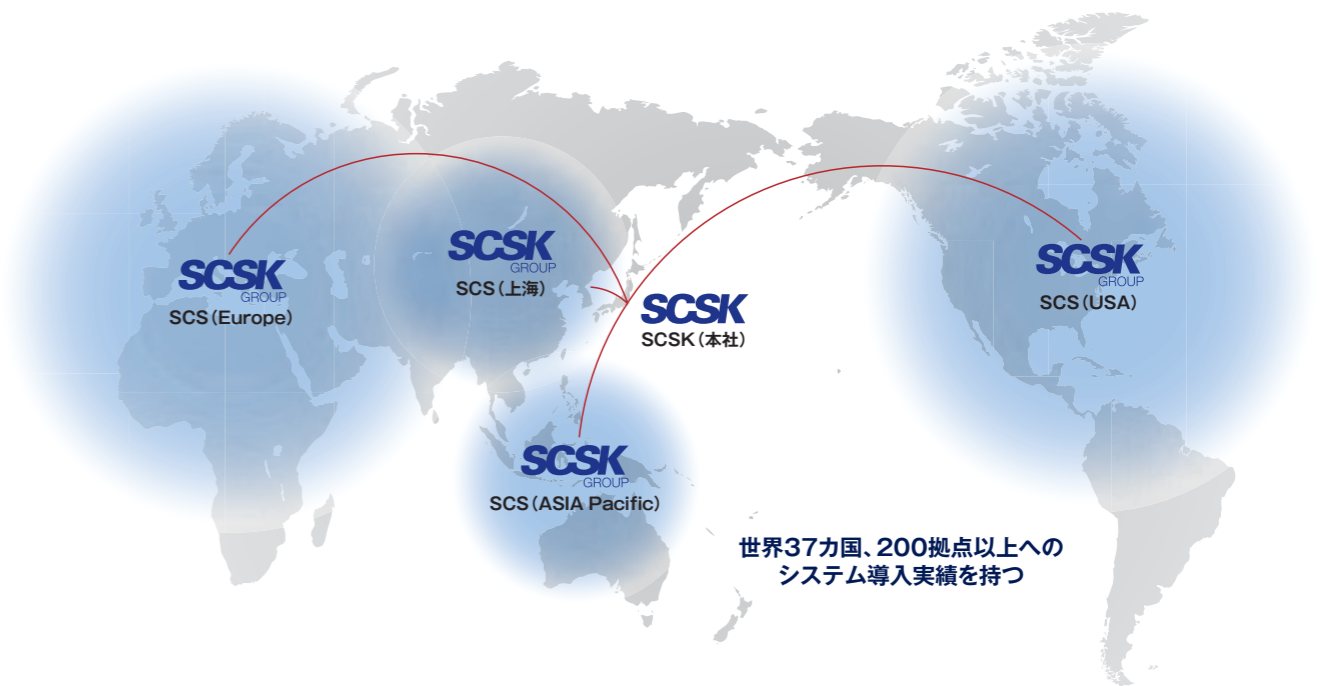 SCSK
GROUP
SCS（Europe）
SCSK
GROUP
SCS（上海）
SCSK
SCSK（本社）
SCSK
GROUP
SCS（USA）
SCSK
GROUP
SCS（ASIA Pacific）
世界37カ国、200拠点以上への
システム導入実績を持つ